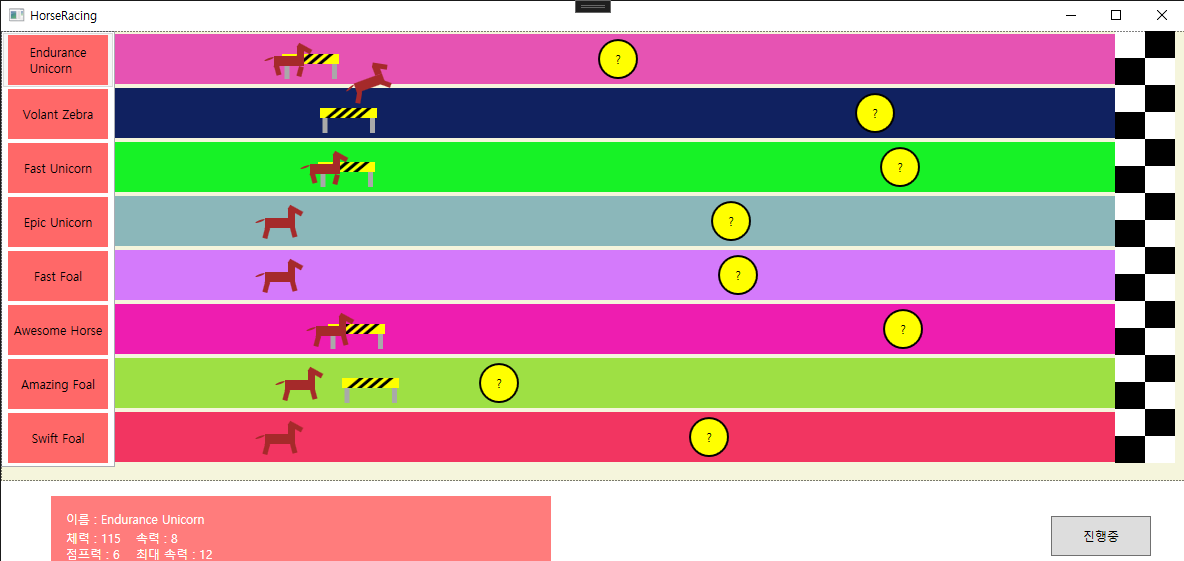 HorseRacing
Endurance
Unicorn
?
Volant Zebra
?
Fast Unicorn
?
Epic Unicorn
?
Fast Foal
?
Awesome Horse
?
Amazing Foal
?
Swift Foal
?
이름 : Endurance Unicorn
체력 : 115 속력 : 8
점프력 : 6 최대 속력 : 12
진행중